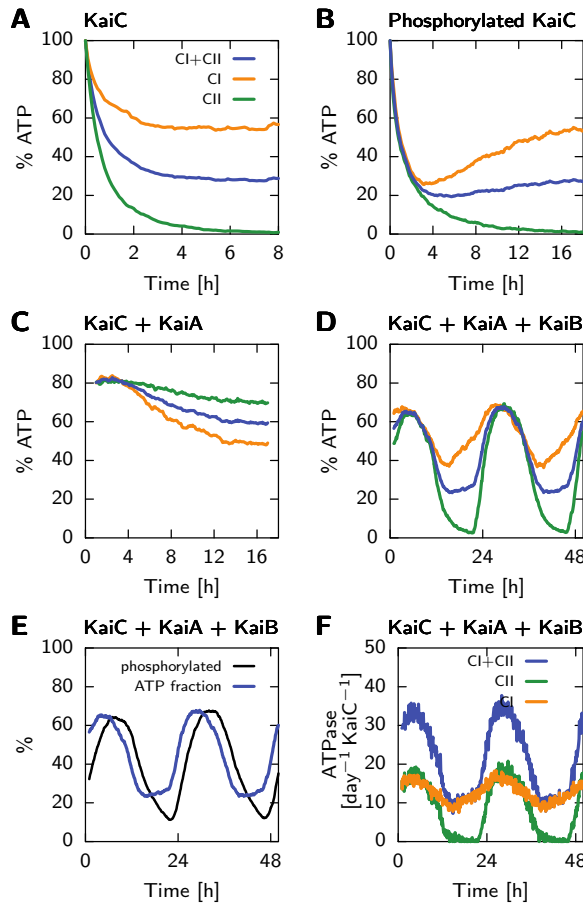 A KaiC
100
80
60
40
20
0
% ATP
CI+CII
CI
CII
0 2 4 6 8
Time [h]
B Phosphorylated KaiC
100
80
60
40
20
0
% ATP
0 4 8 12 16
Time [h]
C KaiC + KaiA
100
80
60
40
20
0
% ATP
0 4 8 12 16
Time [h]
D KaiC + KaiA + KaiB
100
80
60
40
20
0
% ATP
0 24 48
Time [h]
E KaiC + KaiA + KaiB
100
80
60
40
20
0
%
phosphorylated
ATP fraction
0 24 48
Time [h]
F KaiC + KaiA + KaiB
50
40
30
20
10
0
ATPase
[day−1 KaiC−1]
CI+CII
CII
CI
0 24 48
Time [h]